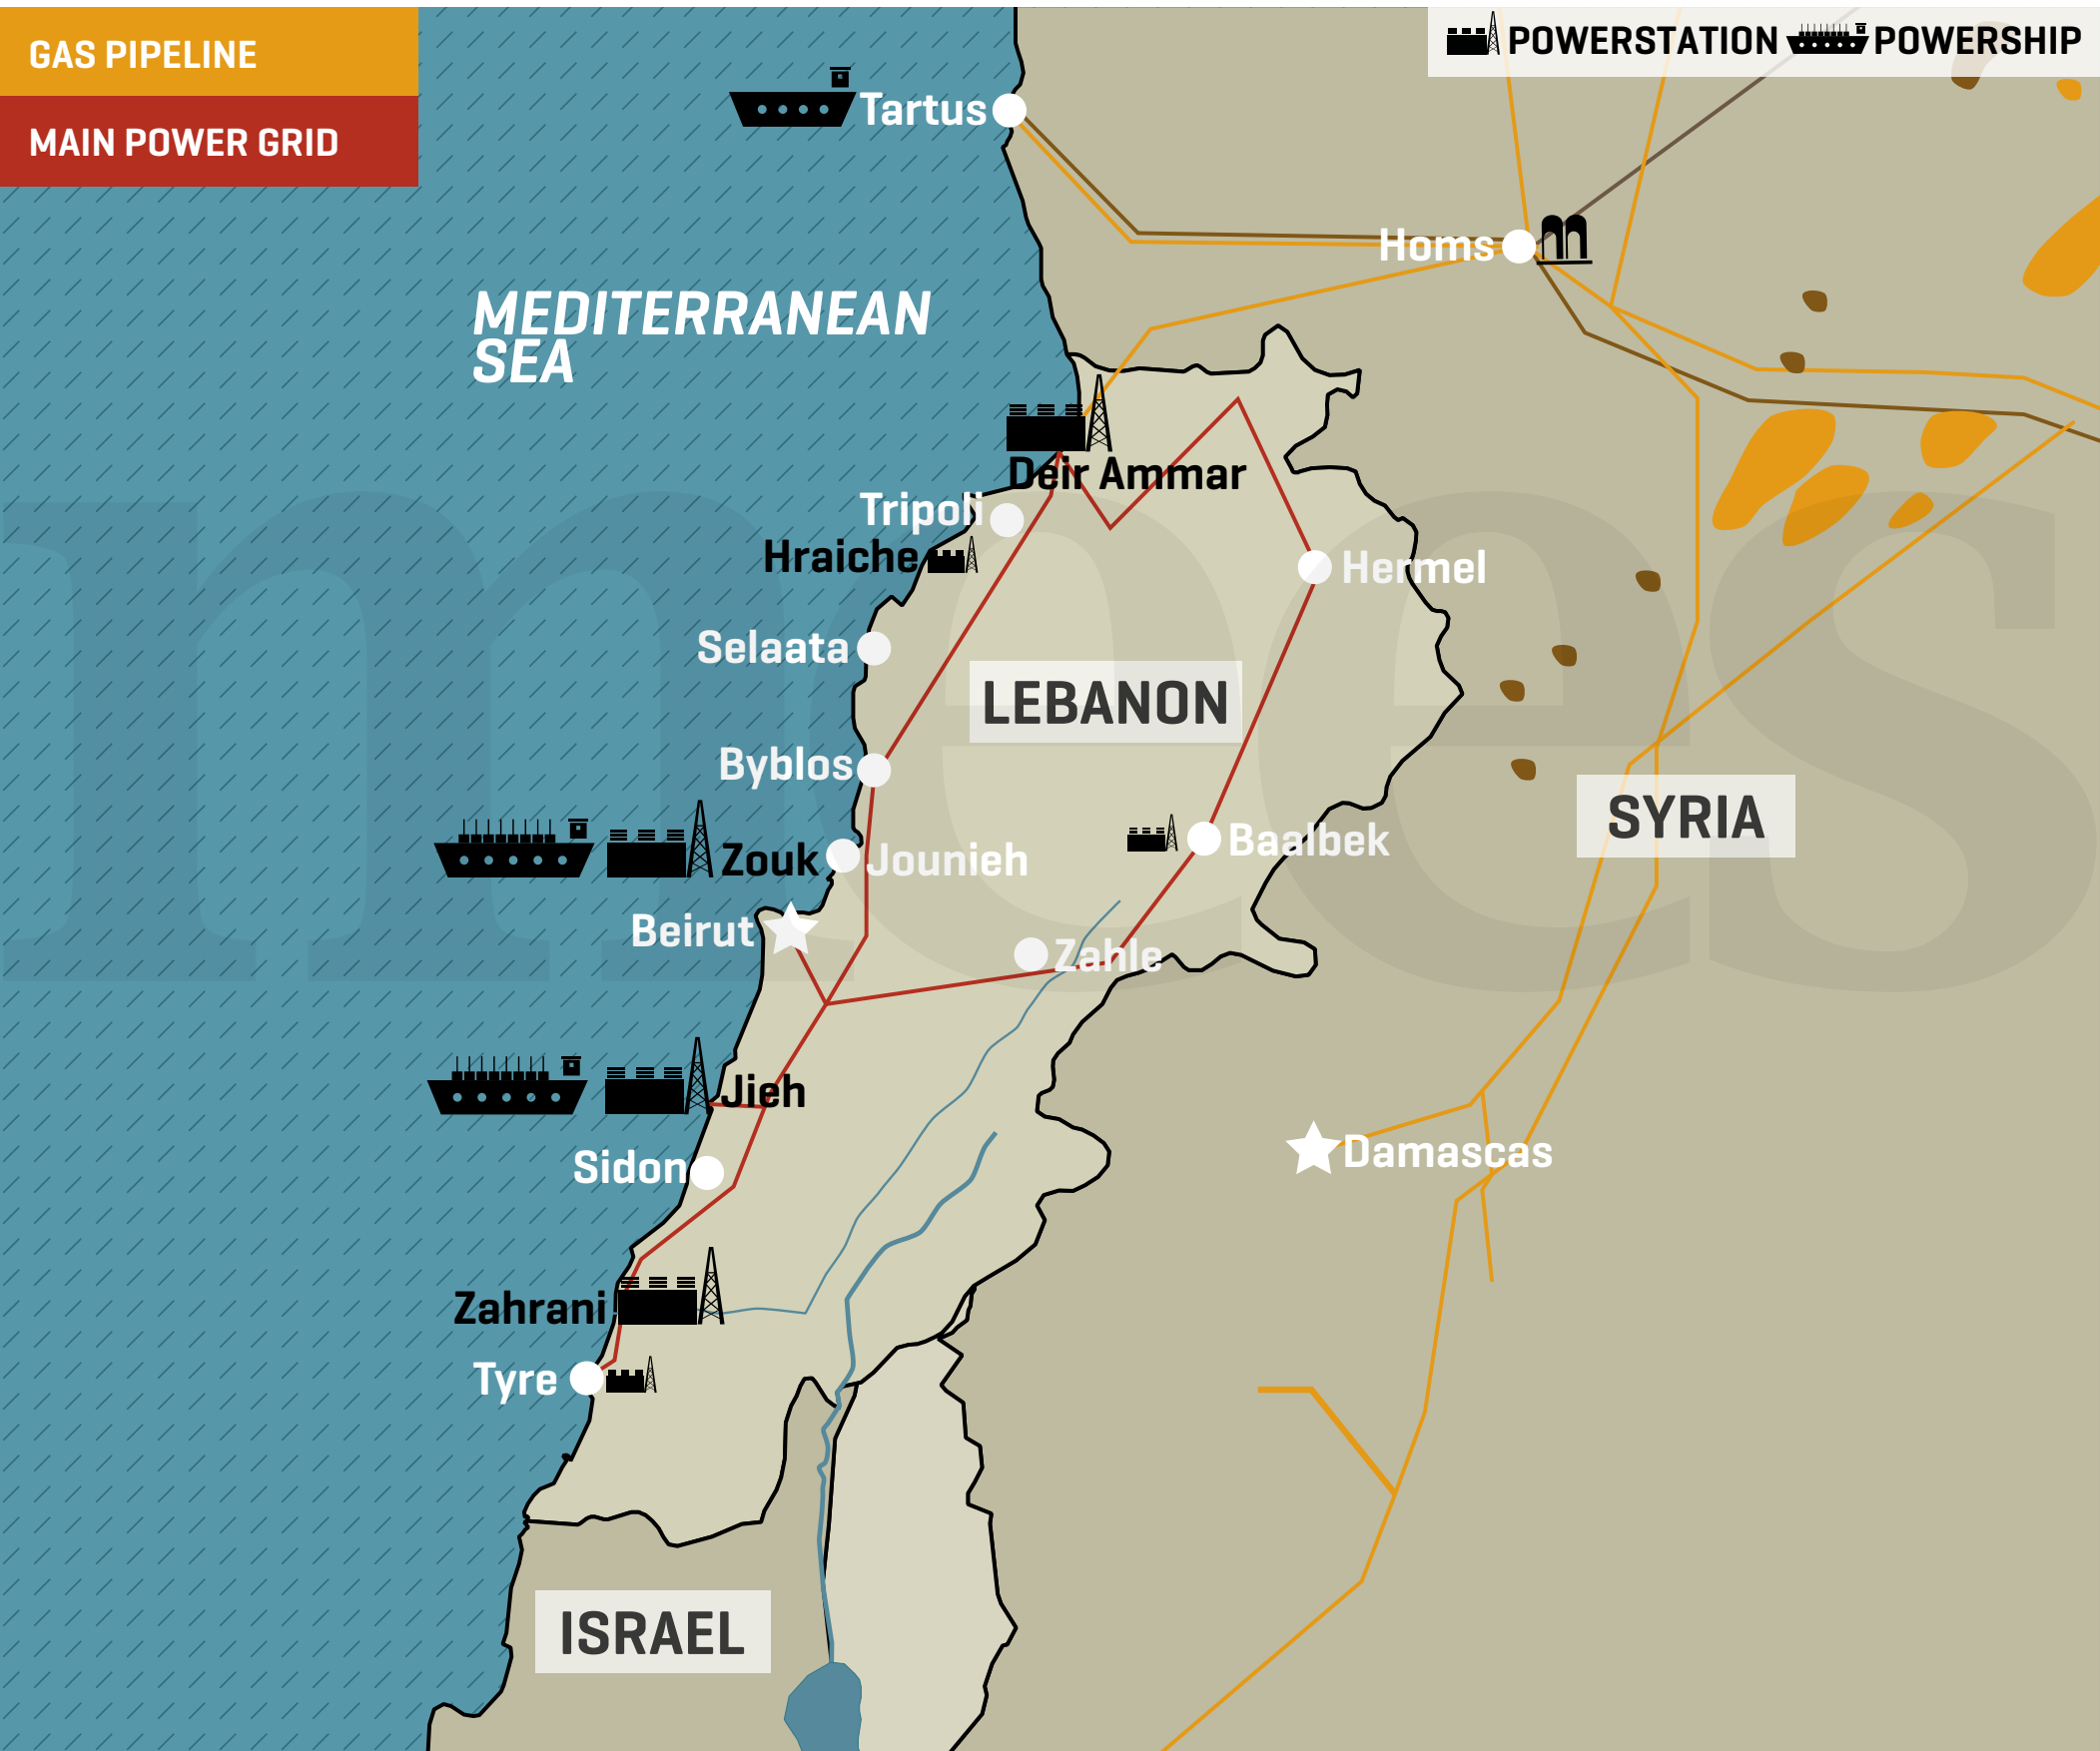 GAS PIPELINE
MAIN POWER GRID
POWERSTATION
POWERSHIP
Tartus
Homs
MEDITERRANEAN
SEA
Deir Ammar
Tripoli
Hraiche
Hermel
Selaata
LEBANON
Byblos
SYRIA
Zouk
Jounieh
Baalbek
Beirut
Zahle
mees
Jieh
Damascas
Sidon
Zahrani
Tyre
ISRAEL